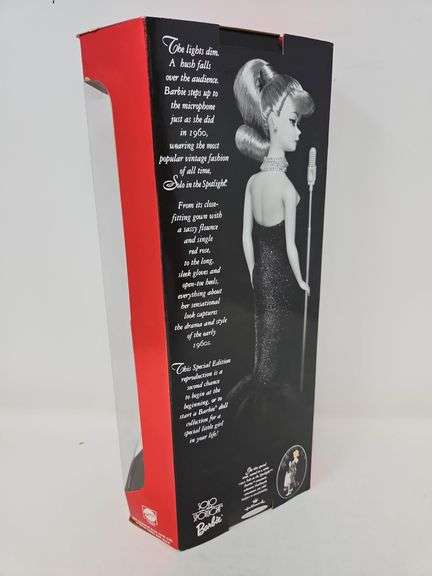 The lights dim.
A hush falls
over the audience.
Barbie steps up to
the microphone
just as she did
in 1960,
wearing the most
popular vintage fashion
of all time,
Solo in the Spotlight!
From its close-
fitting gown with
a sassy flounce
and single
red rose,
to the long,
sleek gloves and
open-toe heels,
everything about
her sensational
look captures
the drama and style
of the early
1960s.
This Special Edition
reproduction is a
second chance
to begin at the
beginning, or to
start a Barbie® doll
collection for a
special little girl
in your life!
SOLO
IN THE
SPOTLIGHT
Barbie